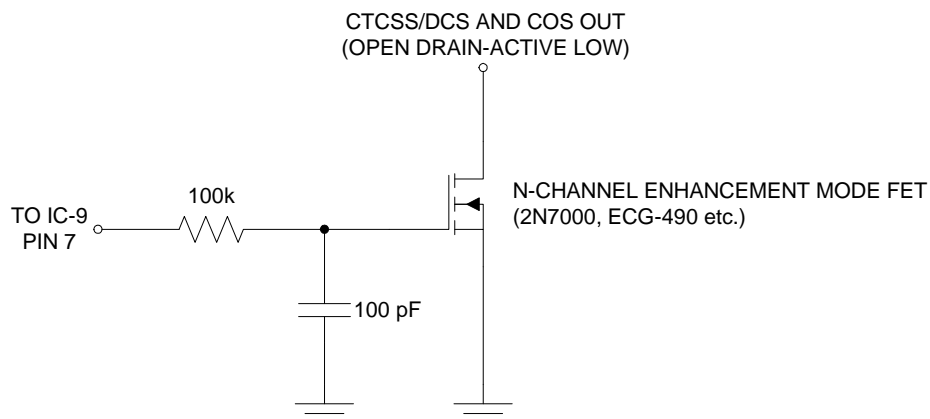 CTCSS/DCS AND COS OUT
(OPEN DRAIN-ACTIVE LOW)
100k
N-CHANNEL ENHANCEMENT MODE FET
(2N7000, ECG-490 etc.)
TO IC-9
PIN 7
100 pF